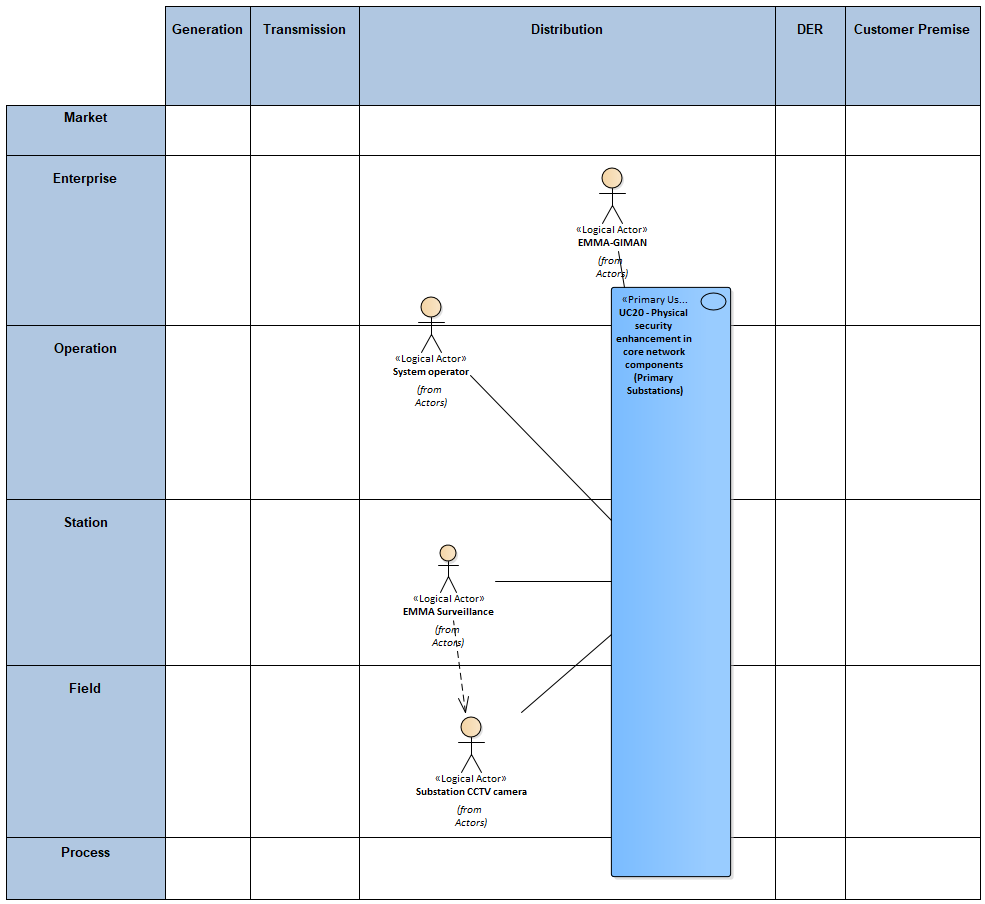 Generation
Transmission
Distribution
DER
Customer Premise
Market
Enterprise
«Logical Actor»
EMMA-GIMAN
(from
Actors)
«Primary Us...
UC20 - Physical
security
enhancement in
core network
components
(Primary
Substations)
Operation
«Logical Actor»
System operator
(from
Actors)
Station
«Logical Actor»
EMMA Surveillance
(from
Actors)
Field
«Logical Actor»
Substation CCTV camera
(from
Actors)
Process